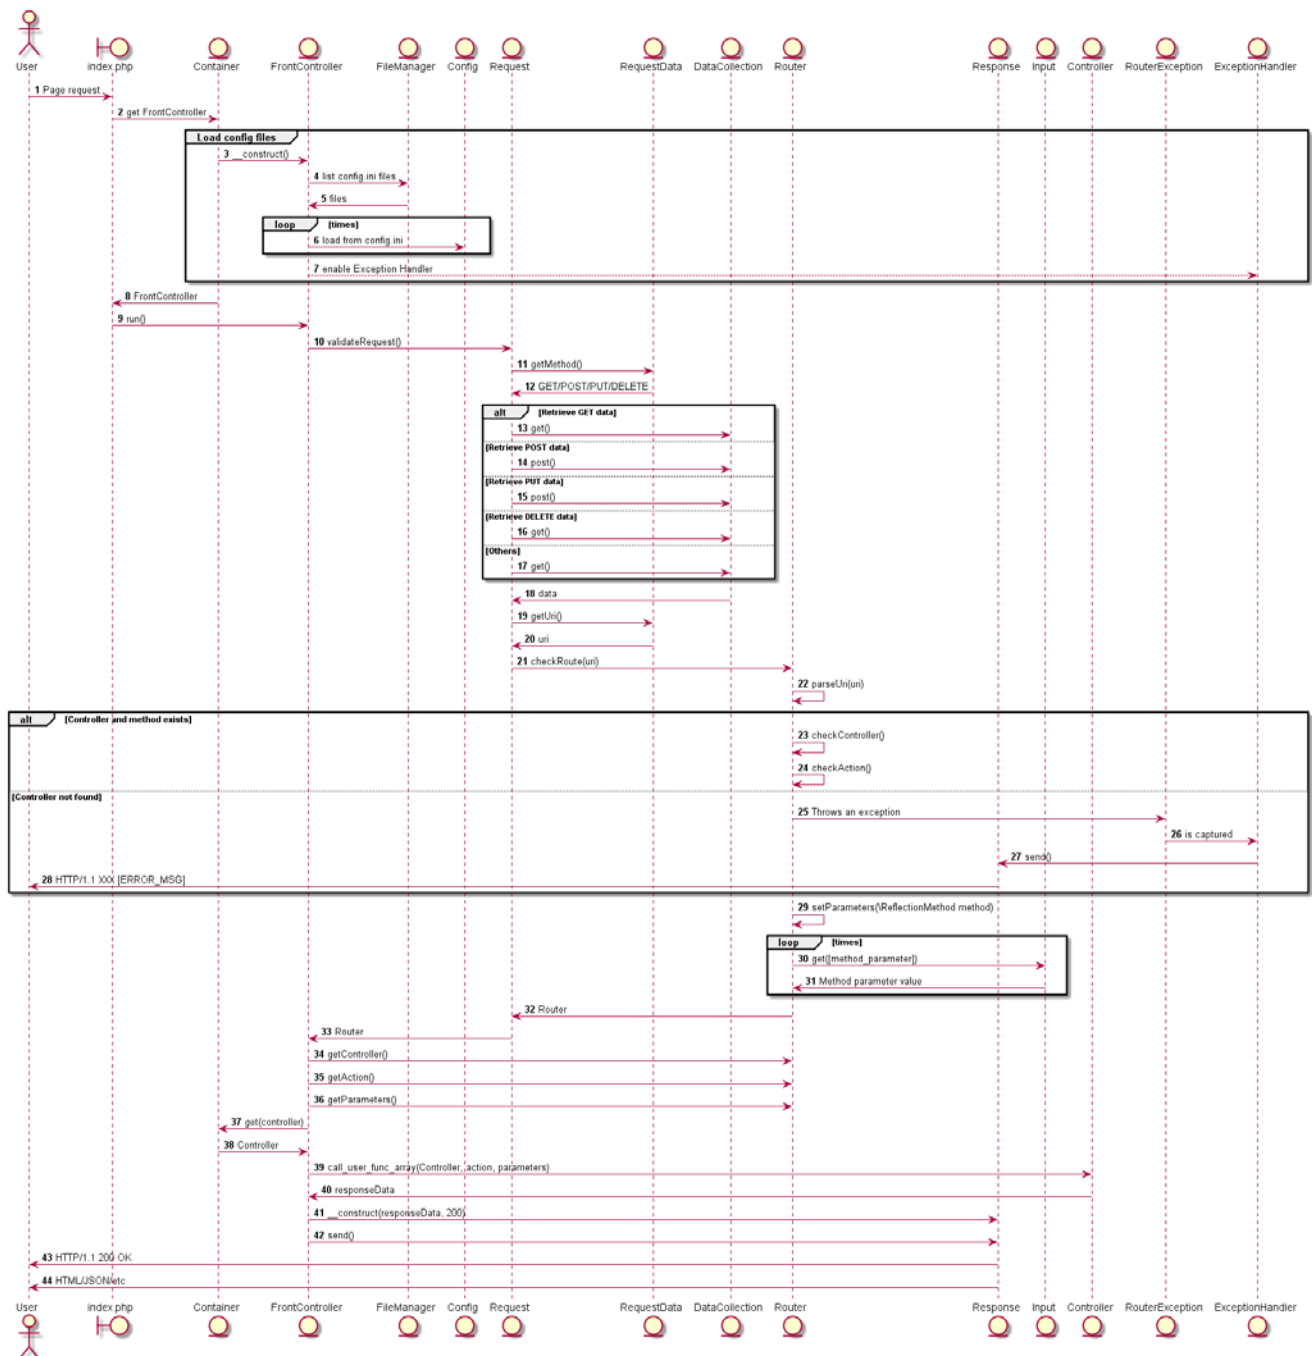 User index.php Container FrontController FileManager Config Request RequestData DataCollection Router Response Input Controller RouterException ExceptionHandler
1 Page request
2 get FrontController
Load config files
3 __construct()
4 list config.ini files
5 files
loop [times]
6 load from config.ini
7 enable Exception Handler
8 FrontController
9 run()
10 validateRequest()
11 getMethod()
12 GET/POST/PUT/DELETE
alt [Retrieve GET data]
13 get()
[Retrieve POST data]
14 post()
[Retrieve PUT data]
15 post()
[Retrieve DELETE data]
16 get()
[Others]
17 get()
18 data
19 getUri()
20 uri
21 checkRoute(uri)
22 parseUri(uri)
alt [Controller and method exists]
23 checkController()
24 checkAction()
[Controller not found]
25 Throws an exception
26 is captured
27 send()
28 HTTP/1.1 XXX [ERROR_MSG]
29 setParameters(\ReflectionMethod method)
loop [times]
30 get([method_parameter])
31 Method parameter value
32 Router
33 Router
34 getController()
35 getAction()
36 getParameters()
37 get(controller)
38 Controller
39 call_user_func_array(Controller, action, parameters)
40 responseData
41 __construct(responseData, 200)
42 send()
43 HTTP/1.1 200 OK
44 HTML/JSON/etc
User index.php Container FrontController FileManager Config Request RequestData DataCollection Router Response Input Controller RouterException ExceptionHandler